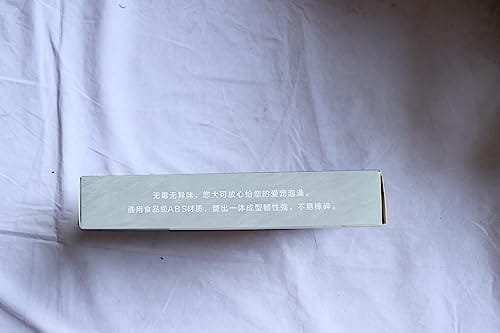 无毒无异味，您大可放心给您的爱宠泡澡。
选用食品级ABS材质，塑出一体成型韧性强，不易摔碎。